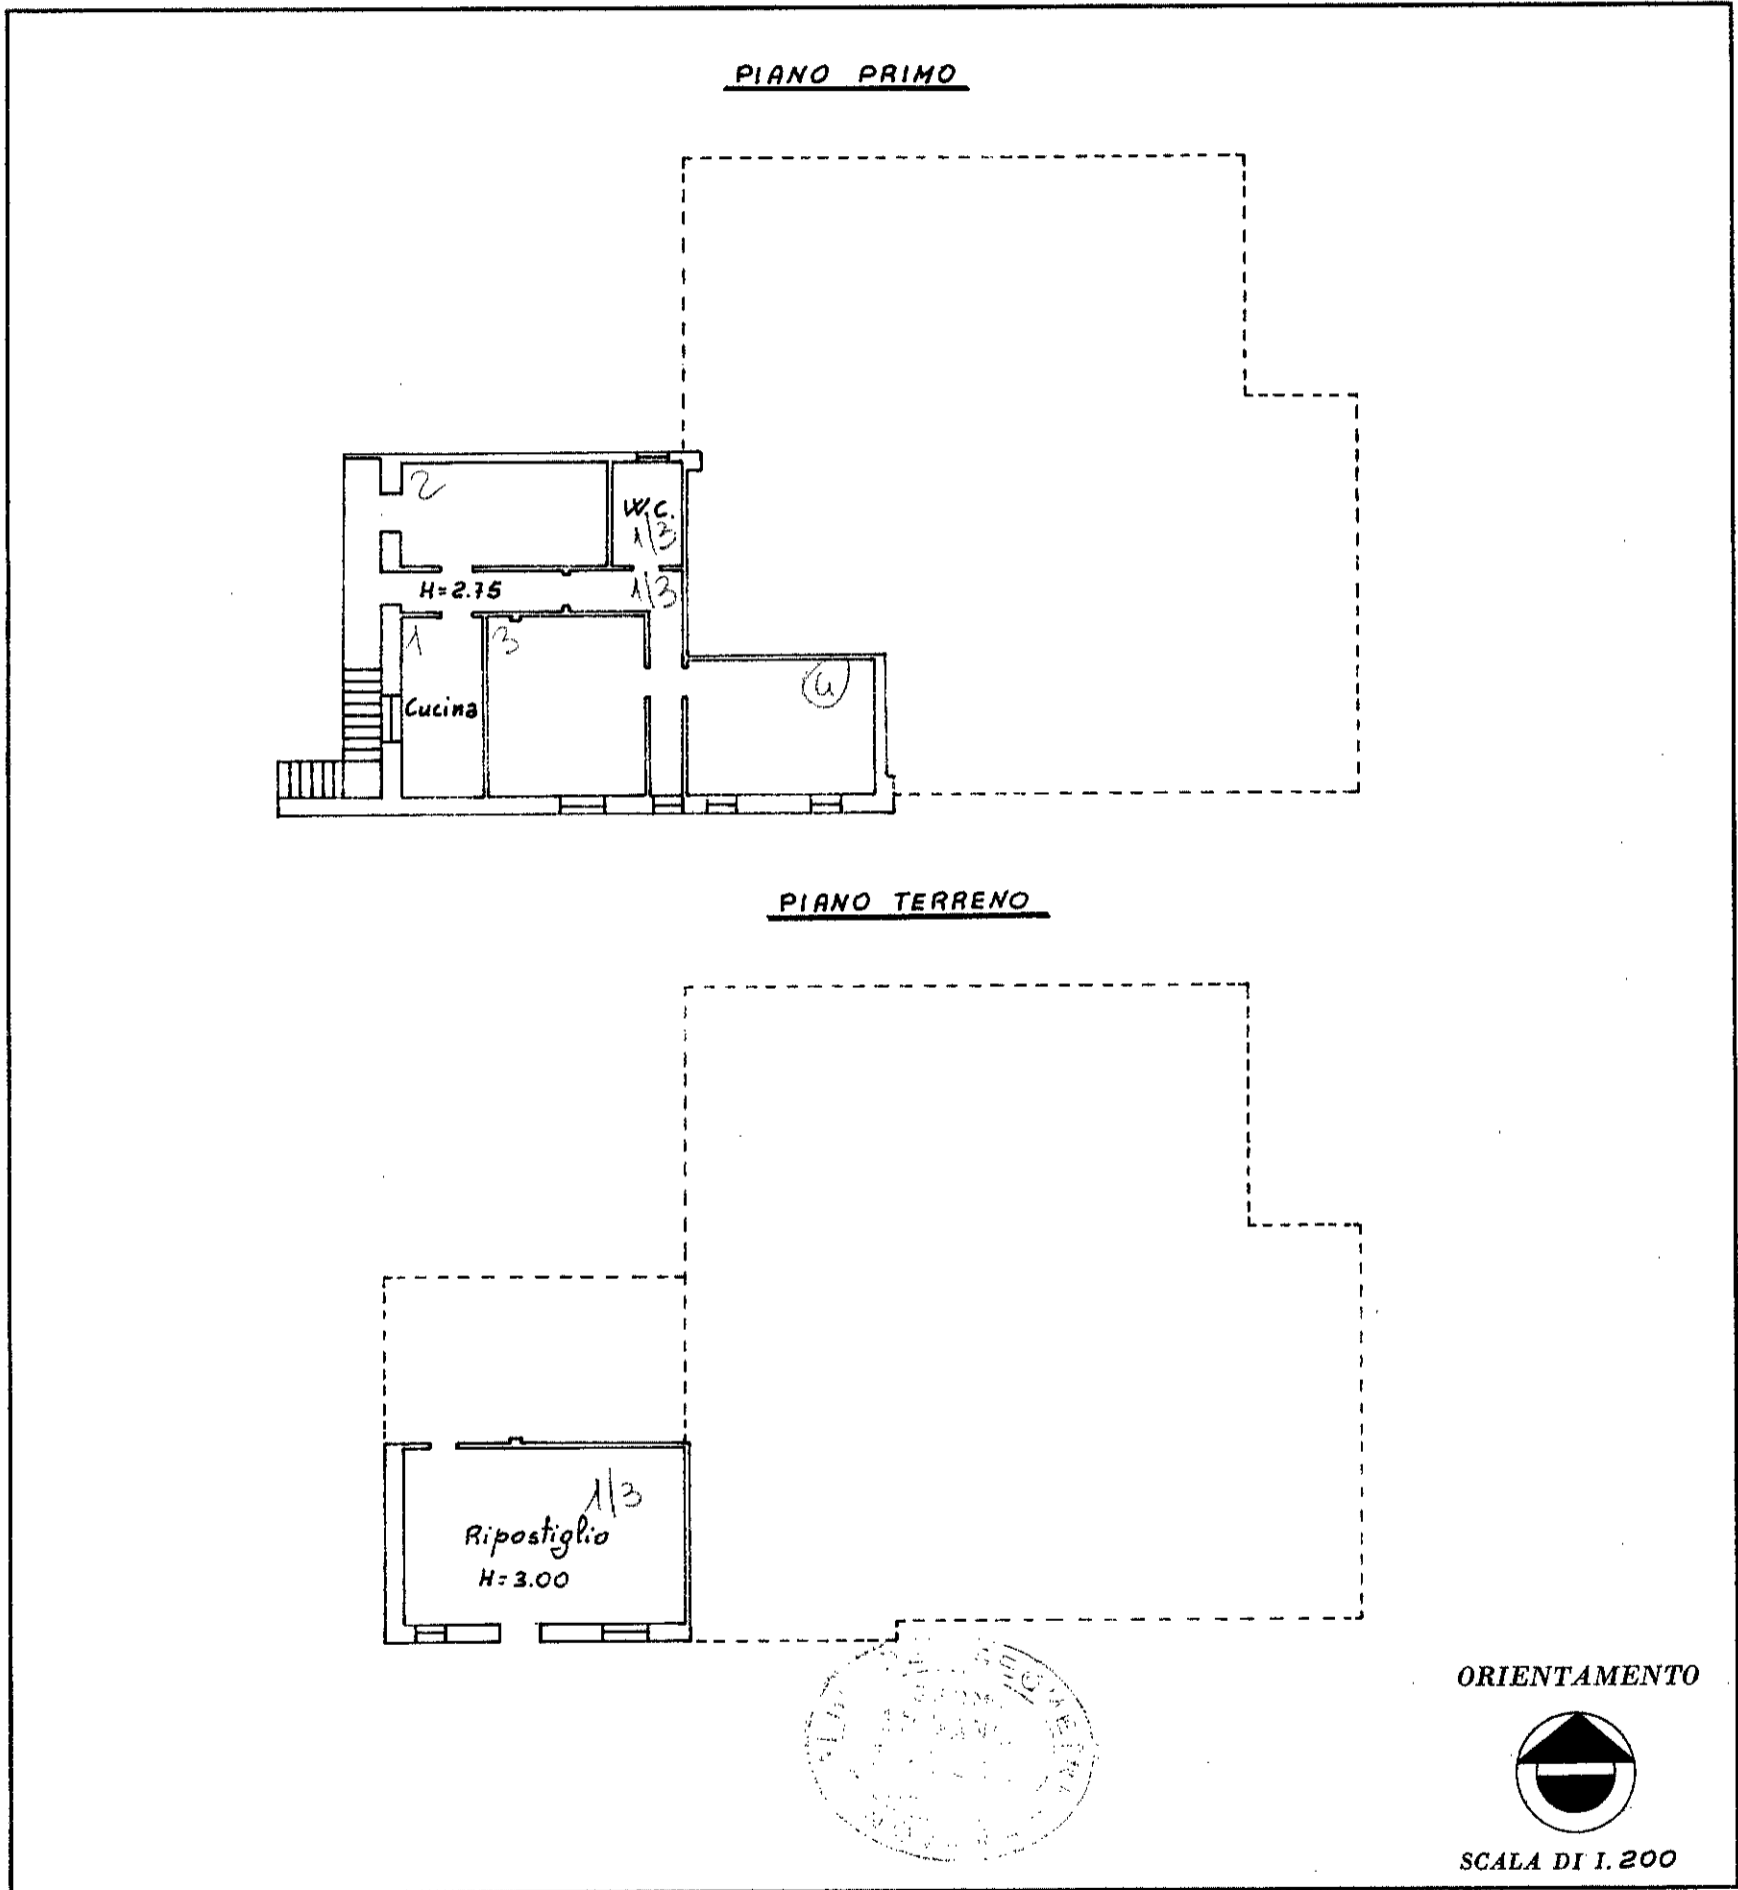 PIANO PRIMO
2
W.C.
1/3
H=2.75
1/3
1
3
4
Cucina
PIANO TERRENO
1/3
Ripostiglio
H=3.00
ORIENTAMENTO
SCALA DI I. 200